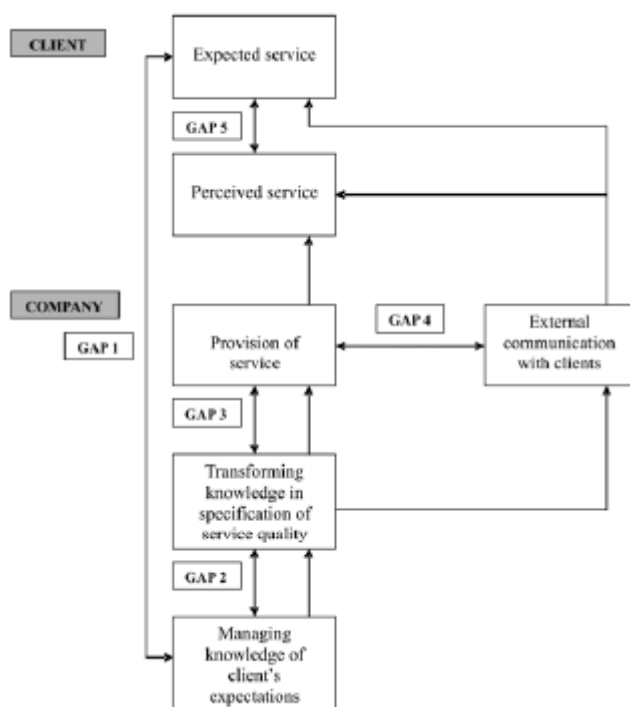 CLIENT
Expected service
GAP 5
Perceived service
COMPANY
GAP 1
GAP 4
Provision of
service
External
communication
with clients
GAP 3
Transforming
knowledge in
specification of
service quality
GAP 2
Managing
knowledge of
client's
expectations